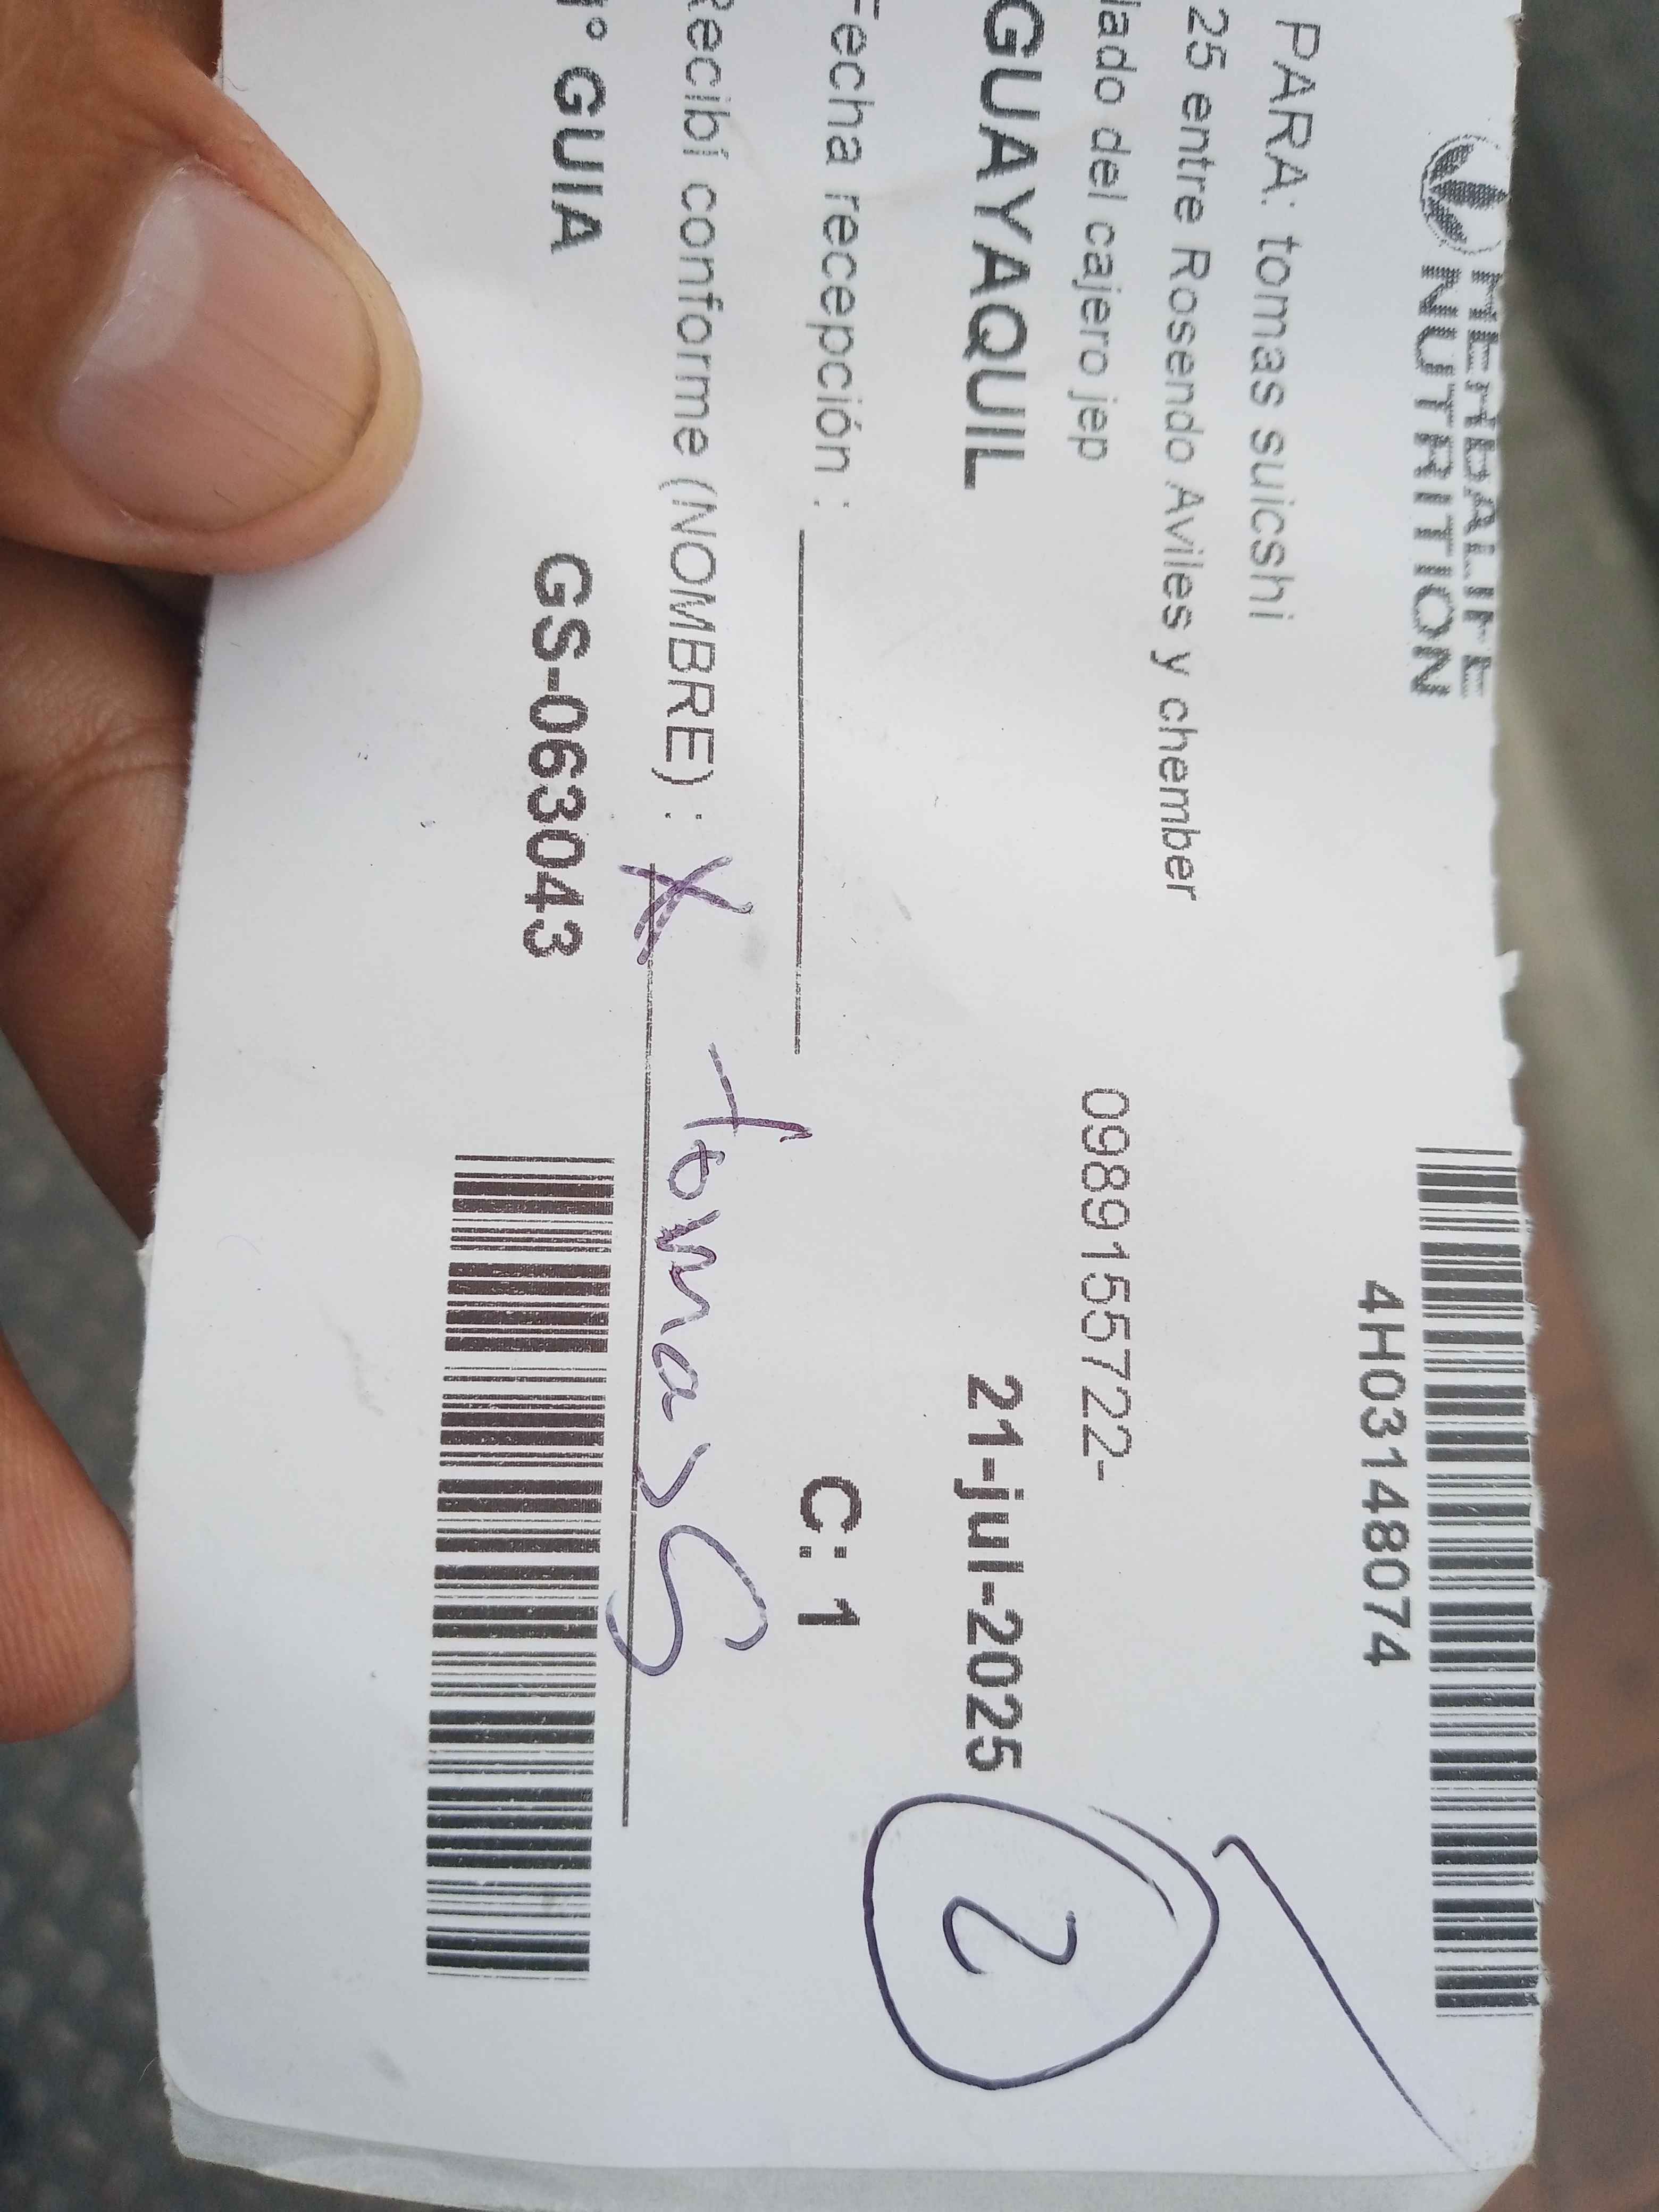 HERBALIFE
NUTRITION
4H03148074
PARA: tomas suicshi
25 entre Rosendo Aviles y chember
lado del cajero jep
0989155722-
GUAYAQUIL
21-jul-2025
2
Fecha recepción :
C: 1
Recibí conforme (NOMBRE) : X tomas S
N° GUIA
GS-063043